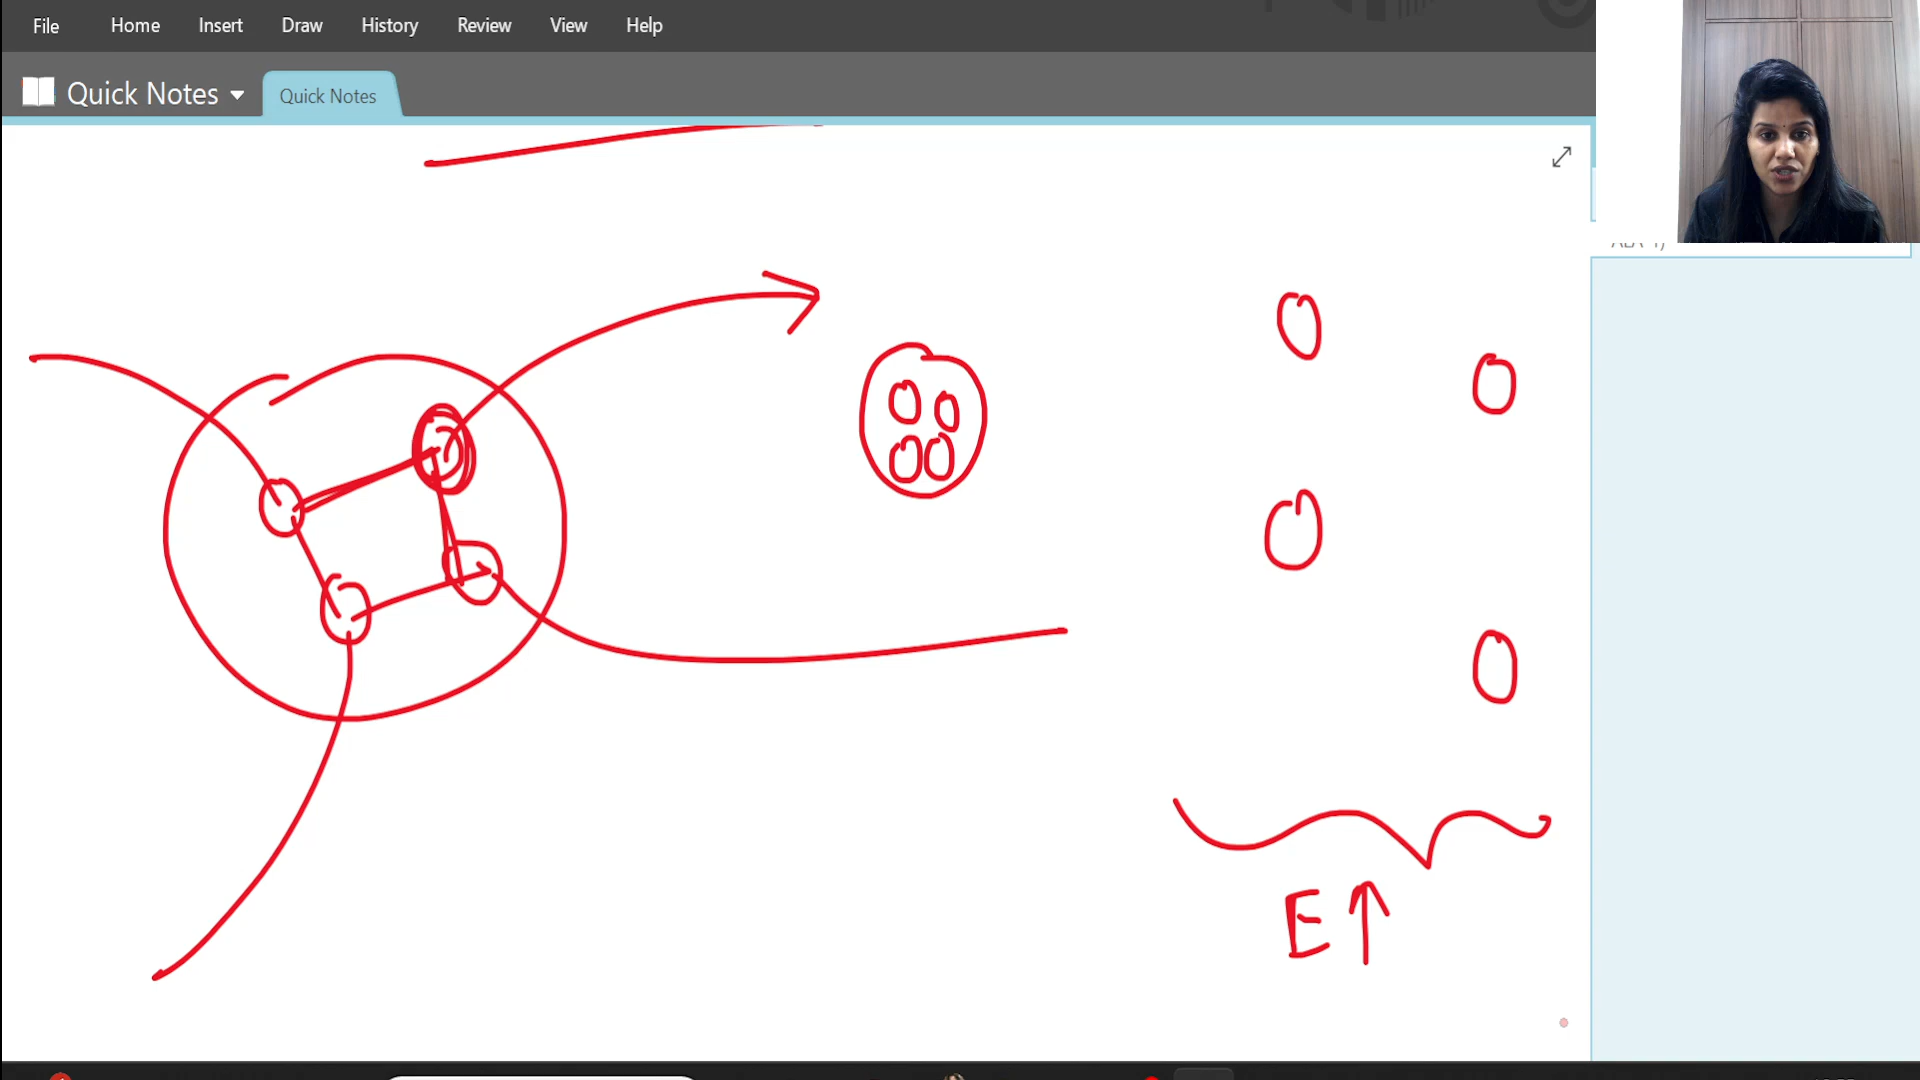 File Home Insert Draw History Review View Help
Quick Notes Quick Notes
E↑